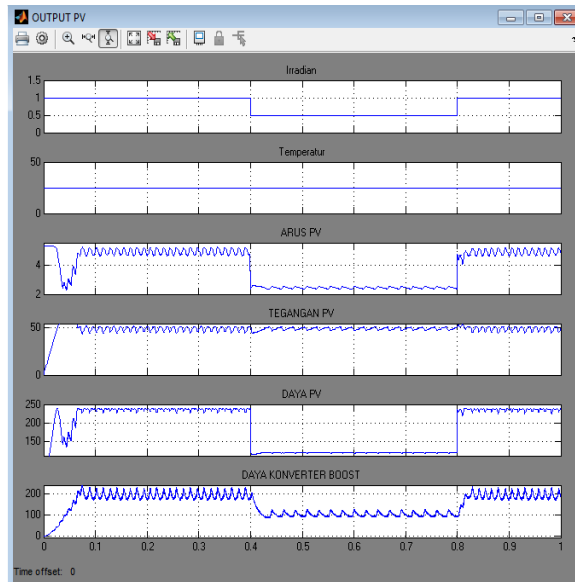 OUTPUT PV
Irradian
1.5
1
0.5
0
Temperatur
50
0
ARUS PV
4
2
TEGANGAN PV
50
0
DAYA PV
250
200
150
DAYA KONVERTER BOOST
200
100
0
0 0.1 0.2 0.3 0.4 0.5 0.6 0.7 0.8 0.9 1
Time offset: 0